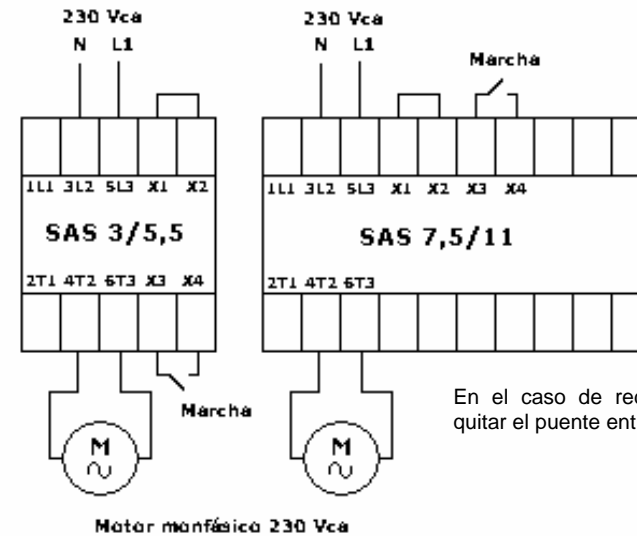 230 Vca
N L1
1L1 3L2 5L3 X1 X2
SAS 3/5,5
2T1 4T2 6T3 X3 X4
Marcha
M
230 Vca
N L1
Marcha
1L1 3L2 5L3 X1 X2 X3 X4
SAS 7,5/11
2T1 4T2 6T3
M
En el caso de
quitar el puente
Motor monfásico 230 Vca